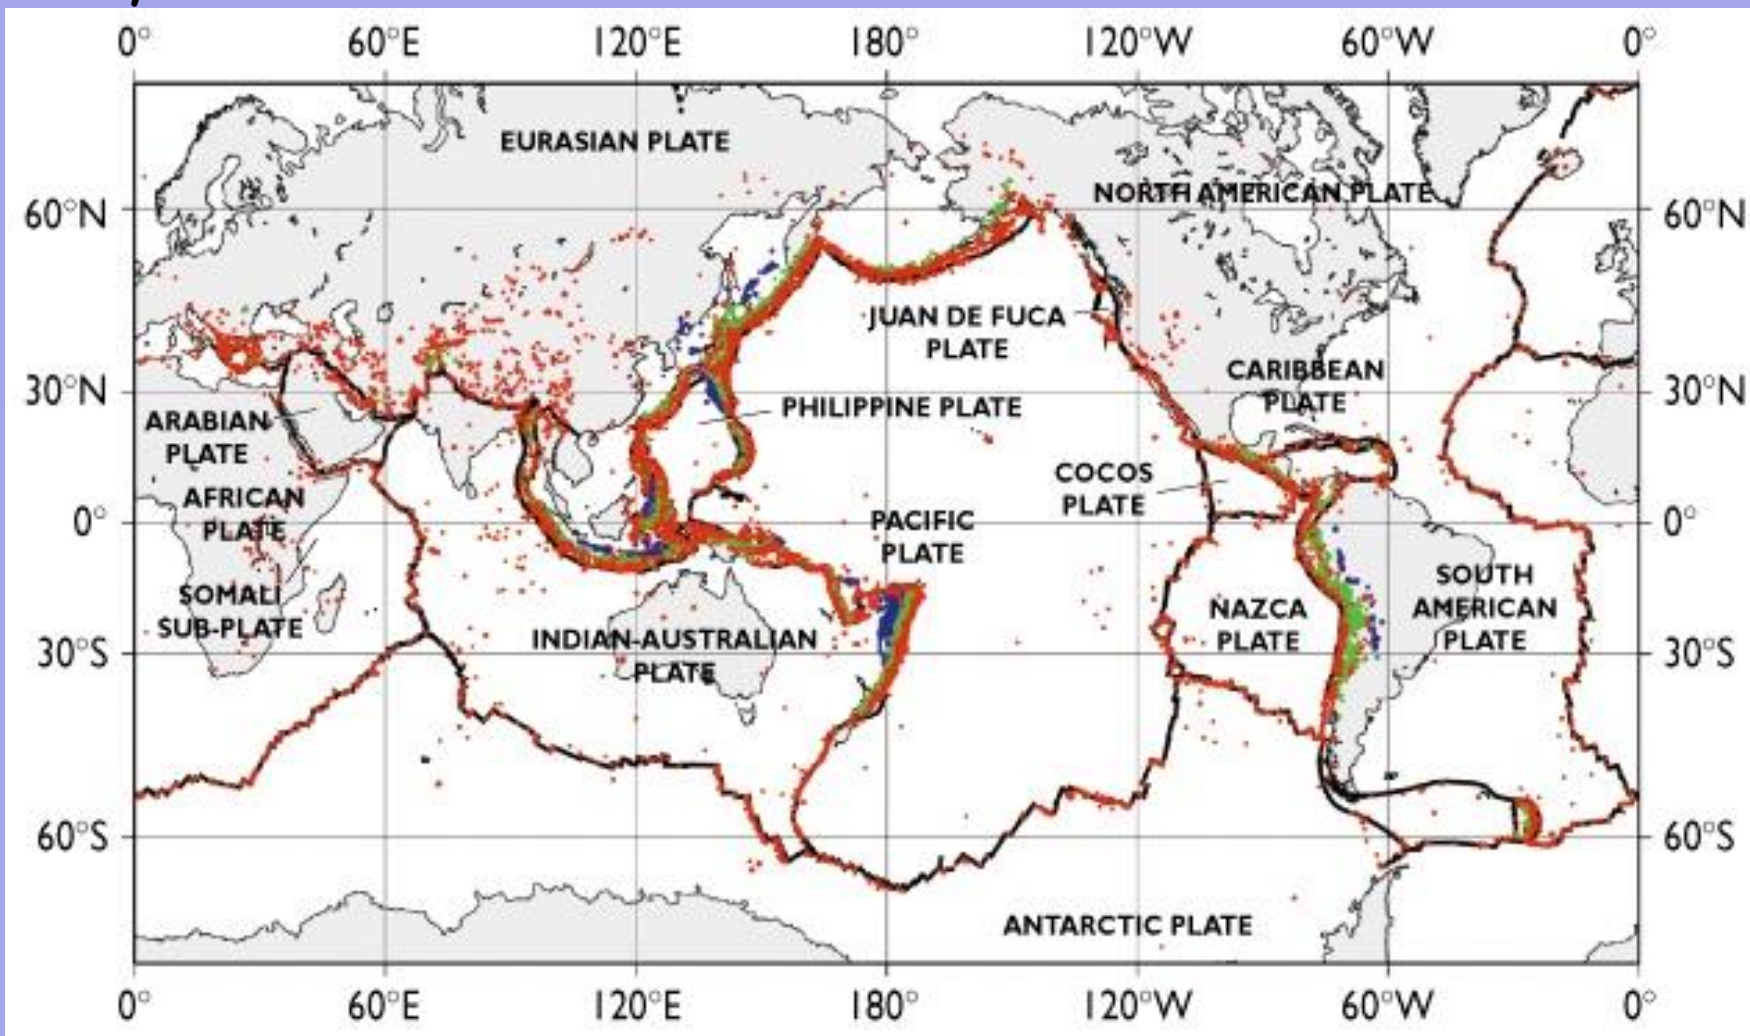 0° 60°E 120°E 180° 120°W 60°W 0°
EURASIAN PLATE
NORTH AMERICAN PLATE
60°N 60°N
JUAN DE FUCA
PLATE
CARIBBEAN
PLATE
30°N 30°N
PHILIPPINE PLATE
ARABIAN
PLATE
COCOS
PLATE
AFRICAN
PLATE
0° 0°
PACIFIC
PLATE
SOMALI
SUB-PLATE
NAZCA
PLATE
SOUTH
AMERICAN
PLATE
INDIAN-AUSTRALIAN
PLATE
30°S 30°S
60°S 60°S
ANTARCTIC PLATE
0° 60°E 120°E 180° 120°W 60°W 0°